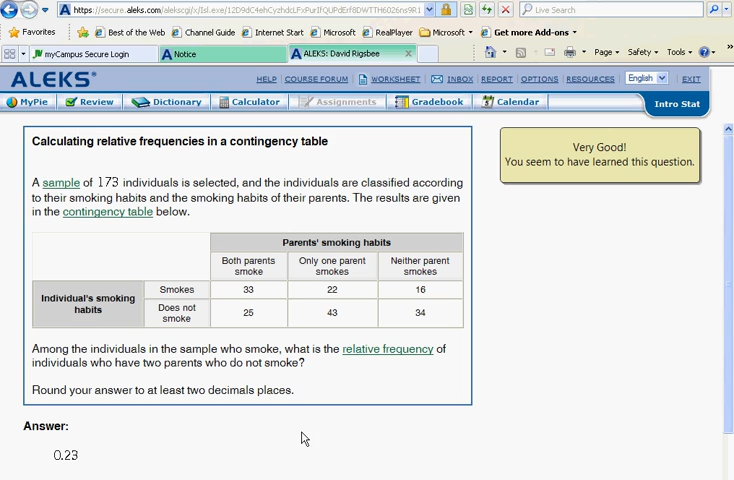 https://secure.aleks.com/alekscgi/x/Isl.exe/
Live Search
Favorites Best of the Web Channel Guide Internet Start Microsoft RealPlayer Microsoft Get more Add-ons
myCampus Secure Login Notice ALEKS: David Rigsbee Page Safety Tools
ALEKS® HELP COURSE FORUM WORKSHEET INBOX REPORT OPTIONS RESOURCES English EXIT
MyPie Review Dictionary Calculator Assignments Gradebook Calendar Intro Stat
Calculating relative frequencies in a contingency table
Very Good!
You seem to have learned this question.
A sample of 173 individuals is selected, and the individuals are classified according
to their smoking habits and the smoking habits of their parents. The results are given
in the contingency table below.
Parents' smoking habits
Both parents smoke Only one parent smokes Neither parent smokes
Individual's smoking habits
Smokes 33 22 16
Does not smoke 25 43 34
Among the individuals in the sample who smoke, what is the relative frequency of
individuals who have two parents who do not smoke?
Round your answer to at least two decimals places.
Answer:
0.23